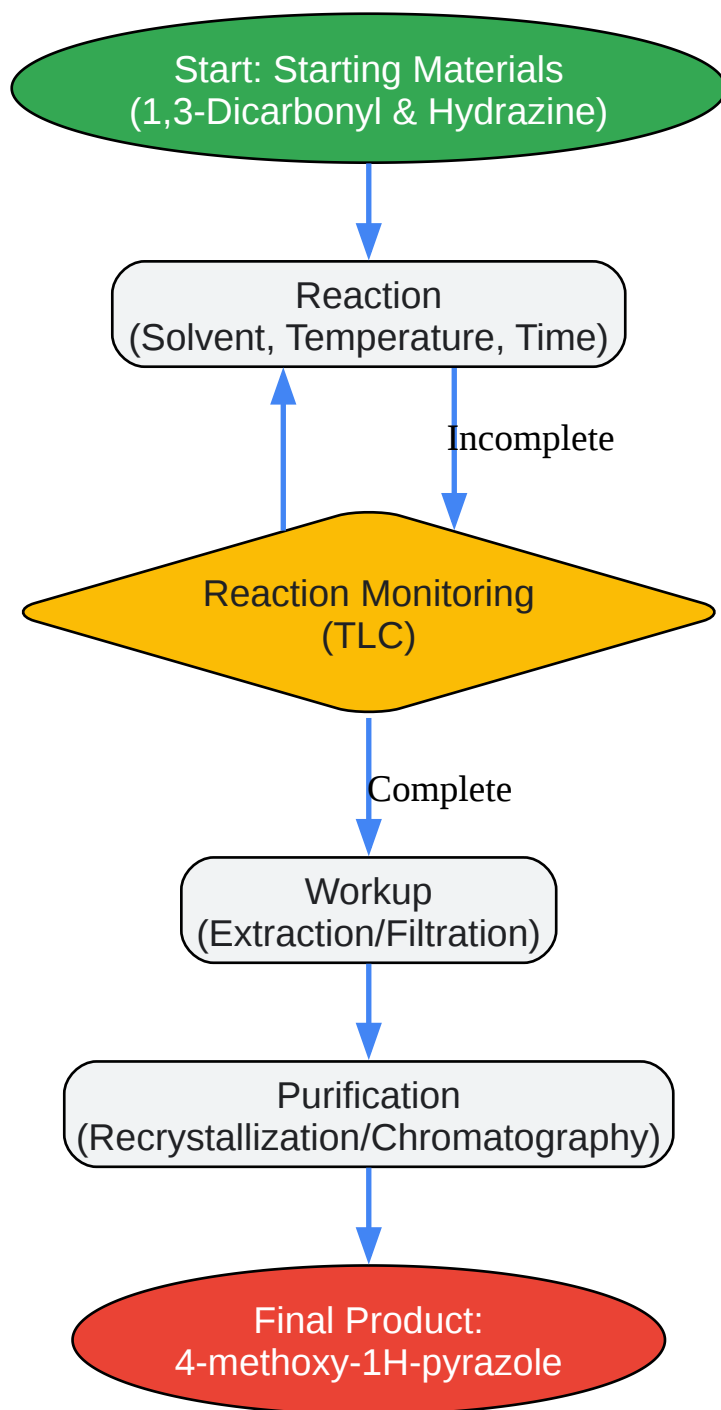 Start: Starting Materials
(1,3-Dicarbonyl & Hydrazine)
Reaction
(Solvent, Temperature, Time)
Incomplete
Reaction Monitoring
(TLC)
Complete
Workup
(Extraction/Filtration)
Purification
(Recrystallization/Chromatography)
Final Product:
4-methoxy-1H-pyrazole